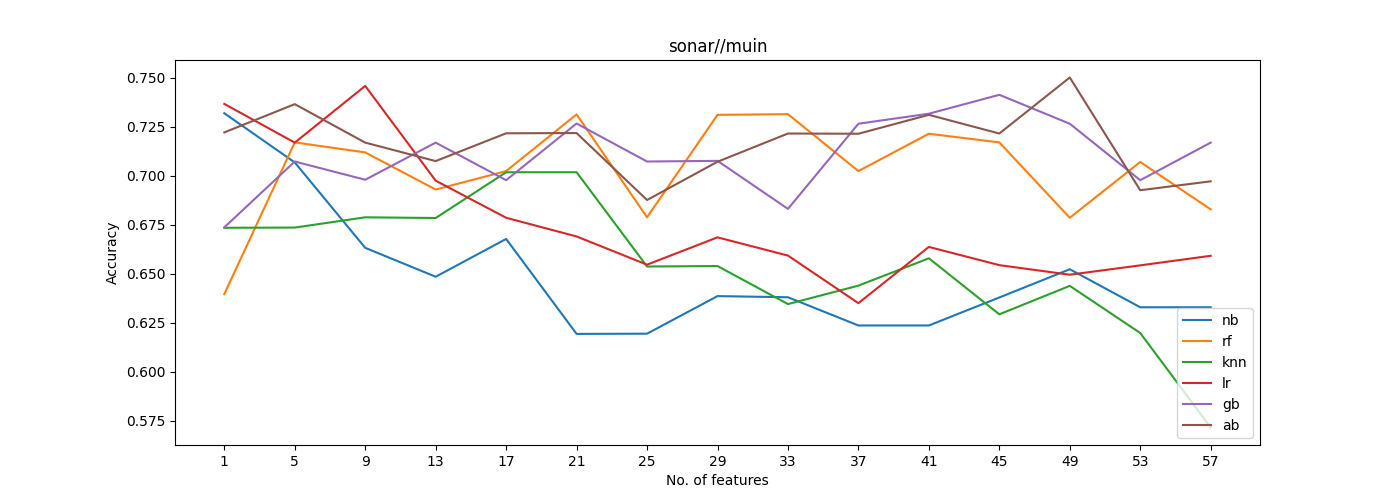 sonar//muin
Accuracy
0.750
0.725
0.700
0.675
0.650
0.625
0.600
0.575
nb
rf
knn
lr
gb
ab
1 5 9 13 17 21 25 29 33 37 41 45 49 53 57
No. of features